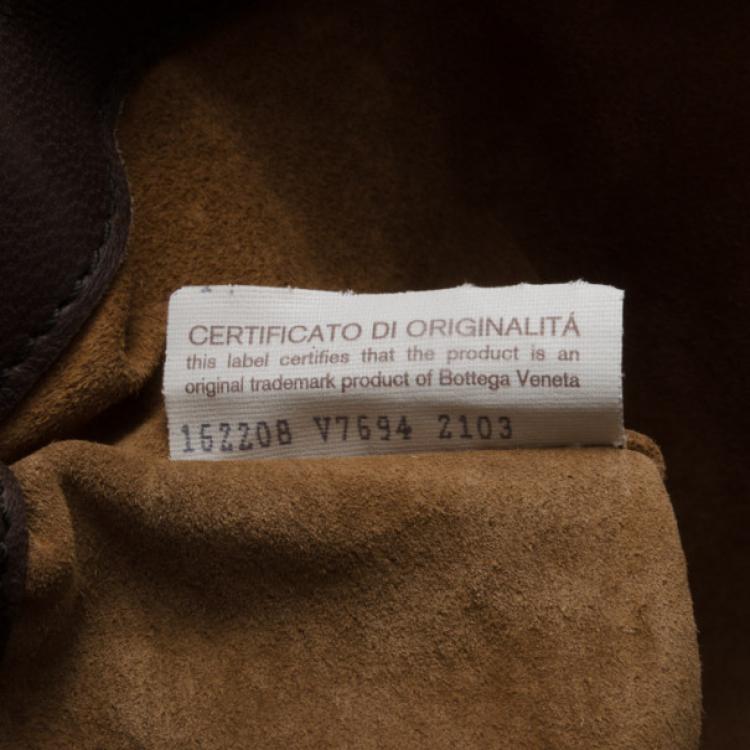 CERTIFICATO DI ORIGINALITÁ
this label certifies that the product is an
original trademark product of Bottega Veneta
162208 V7694 2103